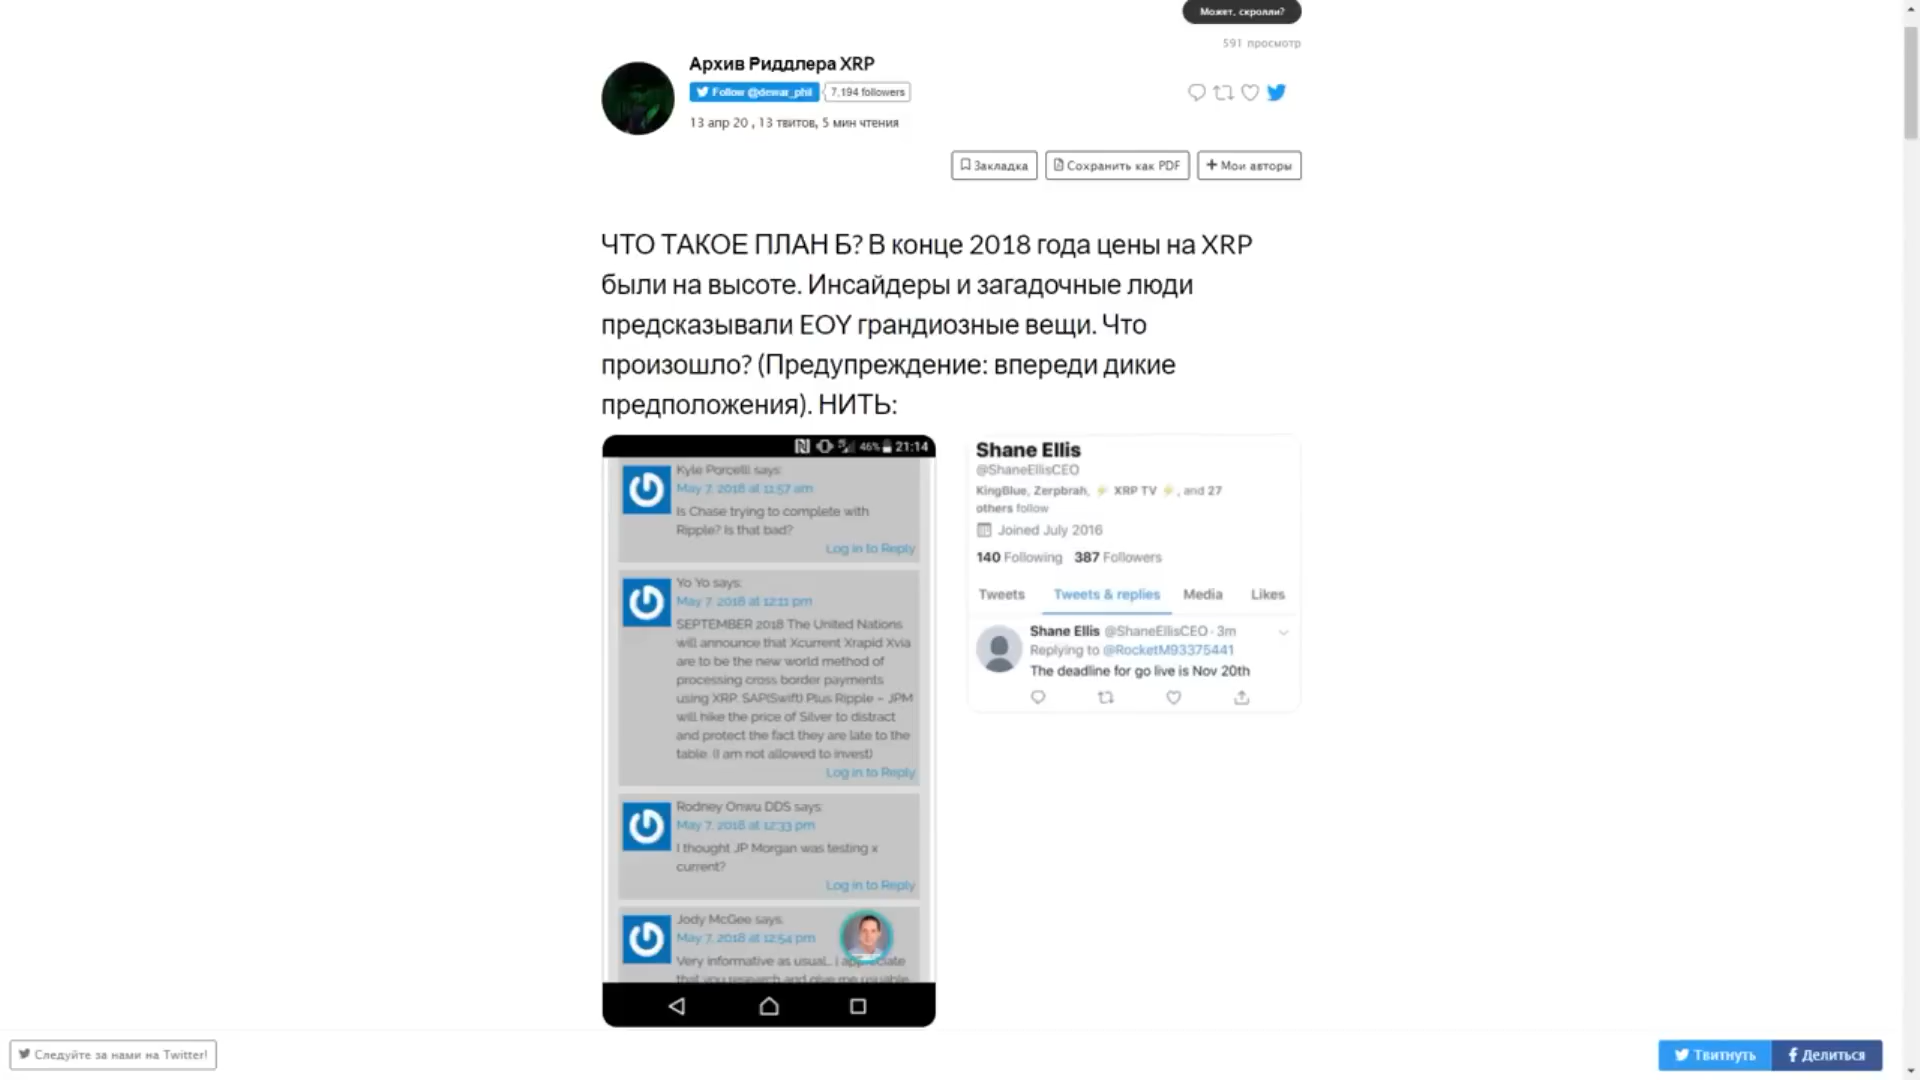 Может, скролли?
591 просмотр
Архив Риддлера XRP
Follow @dewar_phil
7,194 followers
13 апр 20 , 13 твитов, 5 мин чтения
Закладка
Сохранить как PDF
+ Мои авторы
ЧТО ТАКОЕ ПЛАН Б? В конце 2018 года цены на XRP
были на высоте. Инсайдеры и загадочные люди
предсказывали EOY грандиозные вещи. Что
произошло? (Предупреждение: впереди дикие
предположения). НИТЬ:
46% 21:14
Kyle Porcelli says:
May 7, 2018 at 11:57 am
Is Chase trying to complete with
Ripple? Is that bad?
Log in to Reply
Yo Yo says:
May 7, 2018 at 12:11 pm
SEPTEMBER 2018 The United Nations
will announce that Xcurrent Xrapid Xvia
are to be the new world method of
processing cross border payments
using XRP. SAP(Swift) Plus Ripple – JPM
will hike the price of Silver to distract
and protect the fact they are late to the
table. (I am not allowed to invest)
Log in to Reply
Rodney Onwu DDS says:
May 7, 2018 at 12:33 pm
I thought JP Morgan was testing x
current?
Log in to Reply
Jody McGee says:
May 7, 2018 at 12:54 pm
Very informative as usual... i appreciate
that you research and give me usuable
Shane Ellis
@ShaneEllisCEO
KingBlue, Zerpbrah, ⚡ XRP TV ⚡, and 27
others follow
Joined July 2016
140 Following 387 Followers
Tweets
Tweets & replies
Media
Likes
Shane Ellis @ShaneEllisCEO · 3m
Replying to @RocketM93375441
The deadline for go live is Nov 20th
Следуйте за нами на Twitter!
Твитнуть
Делиться